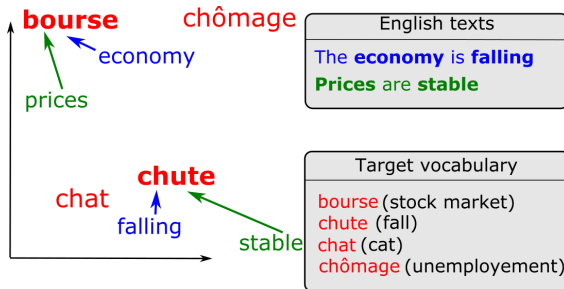 bourse
chômage
economy
prices
chute
chat
falling
stable
English texts
The economy is falling
Prices are stable
Target vocabulary
bourse (stock market)
chute (fall)
chat (cat)
chômage (unemployement)